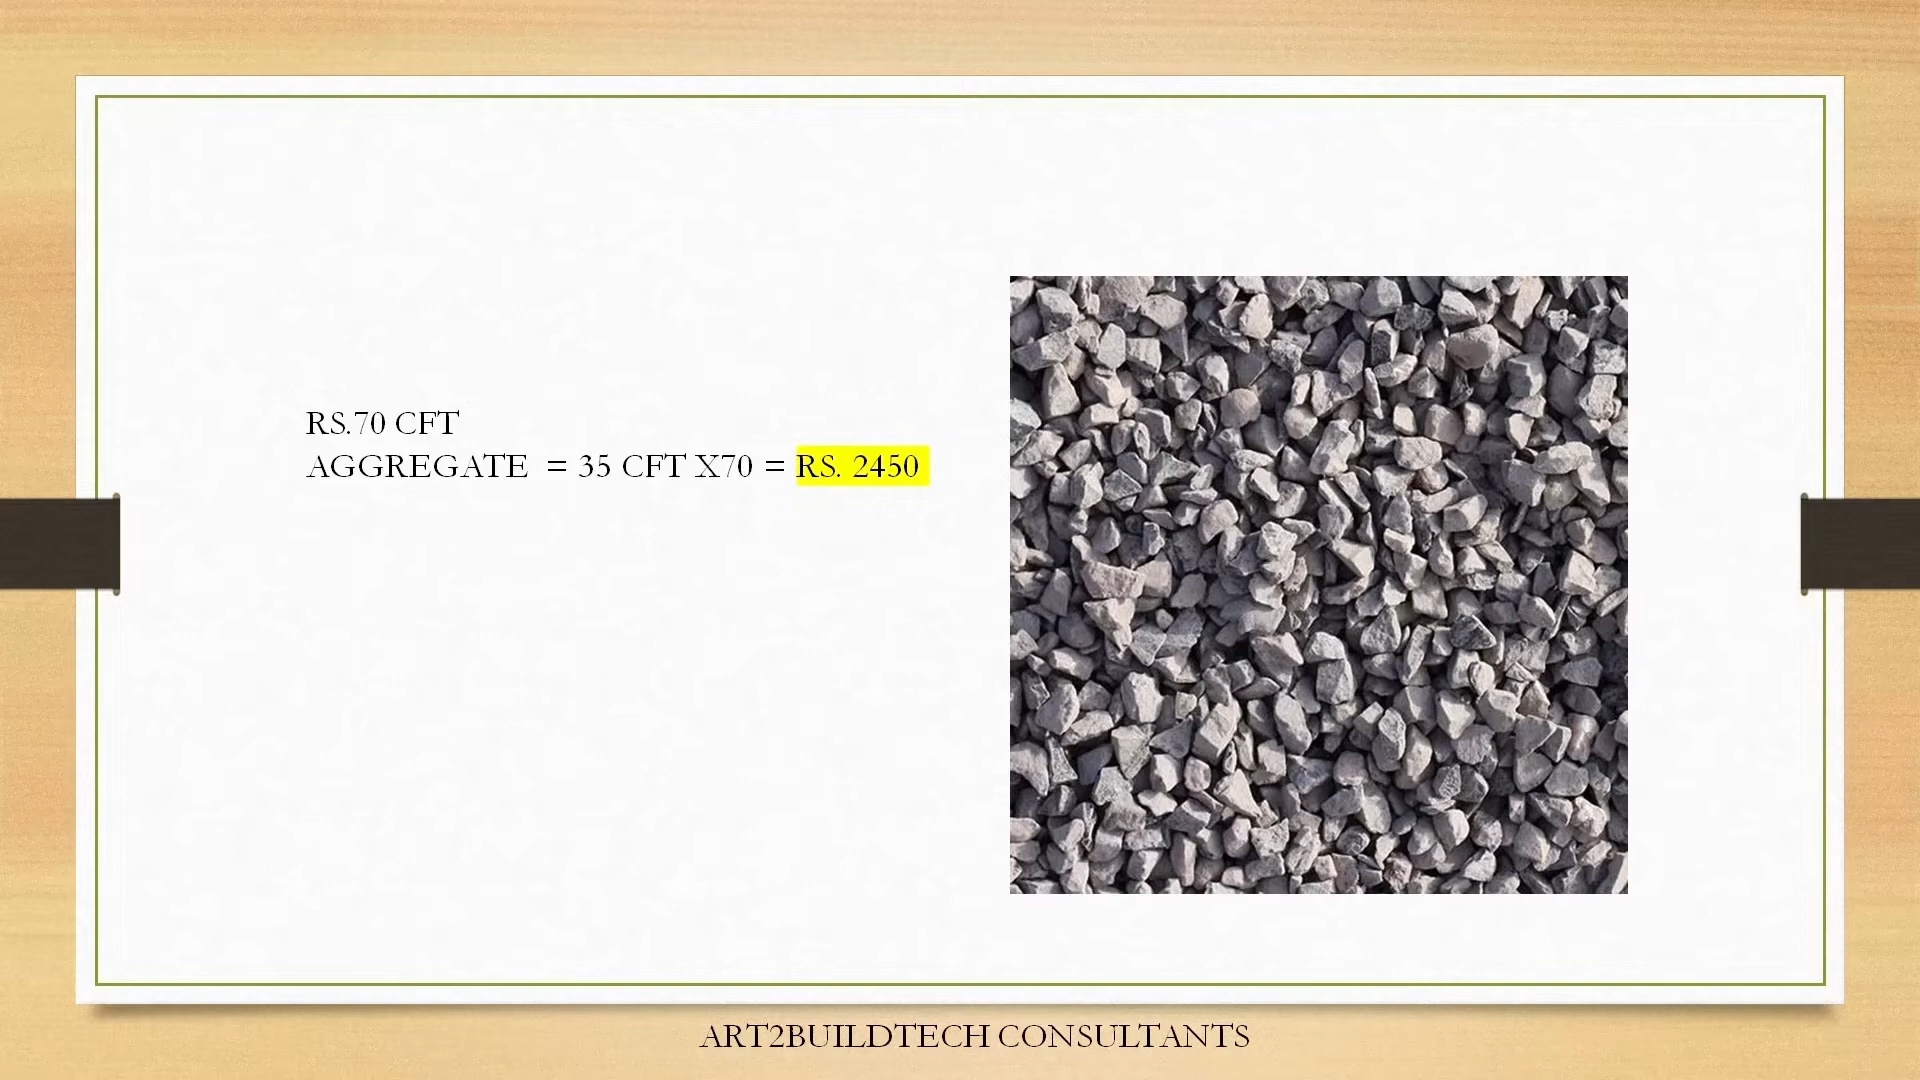 RS.70 CFT
AGGREGATE = 35 CFT X70 = RS. 2450
ART2BUILDTECH CONSULTANTS